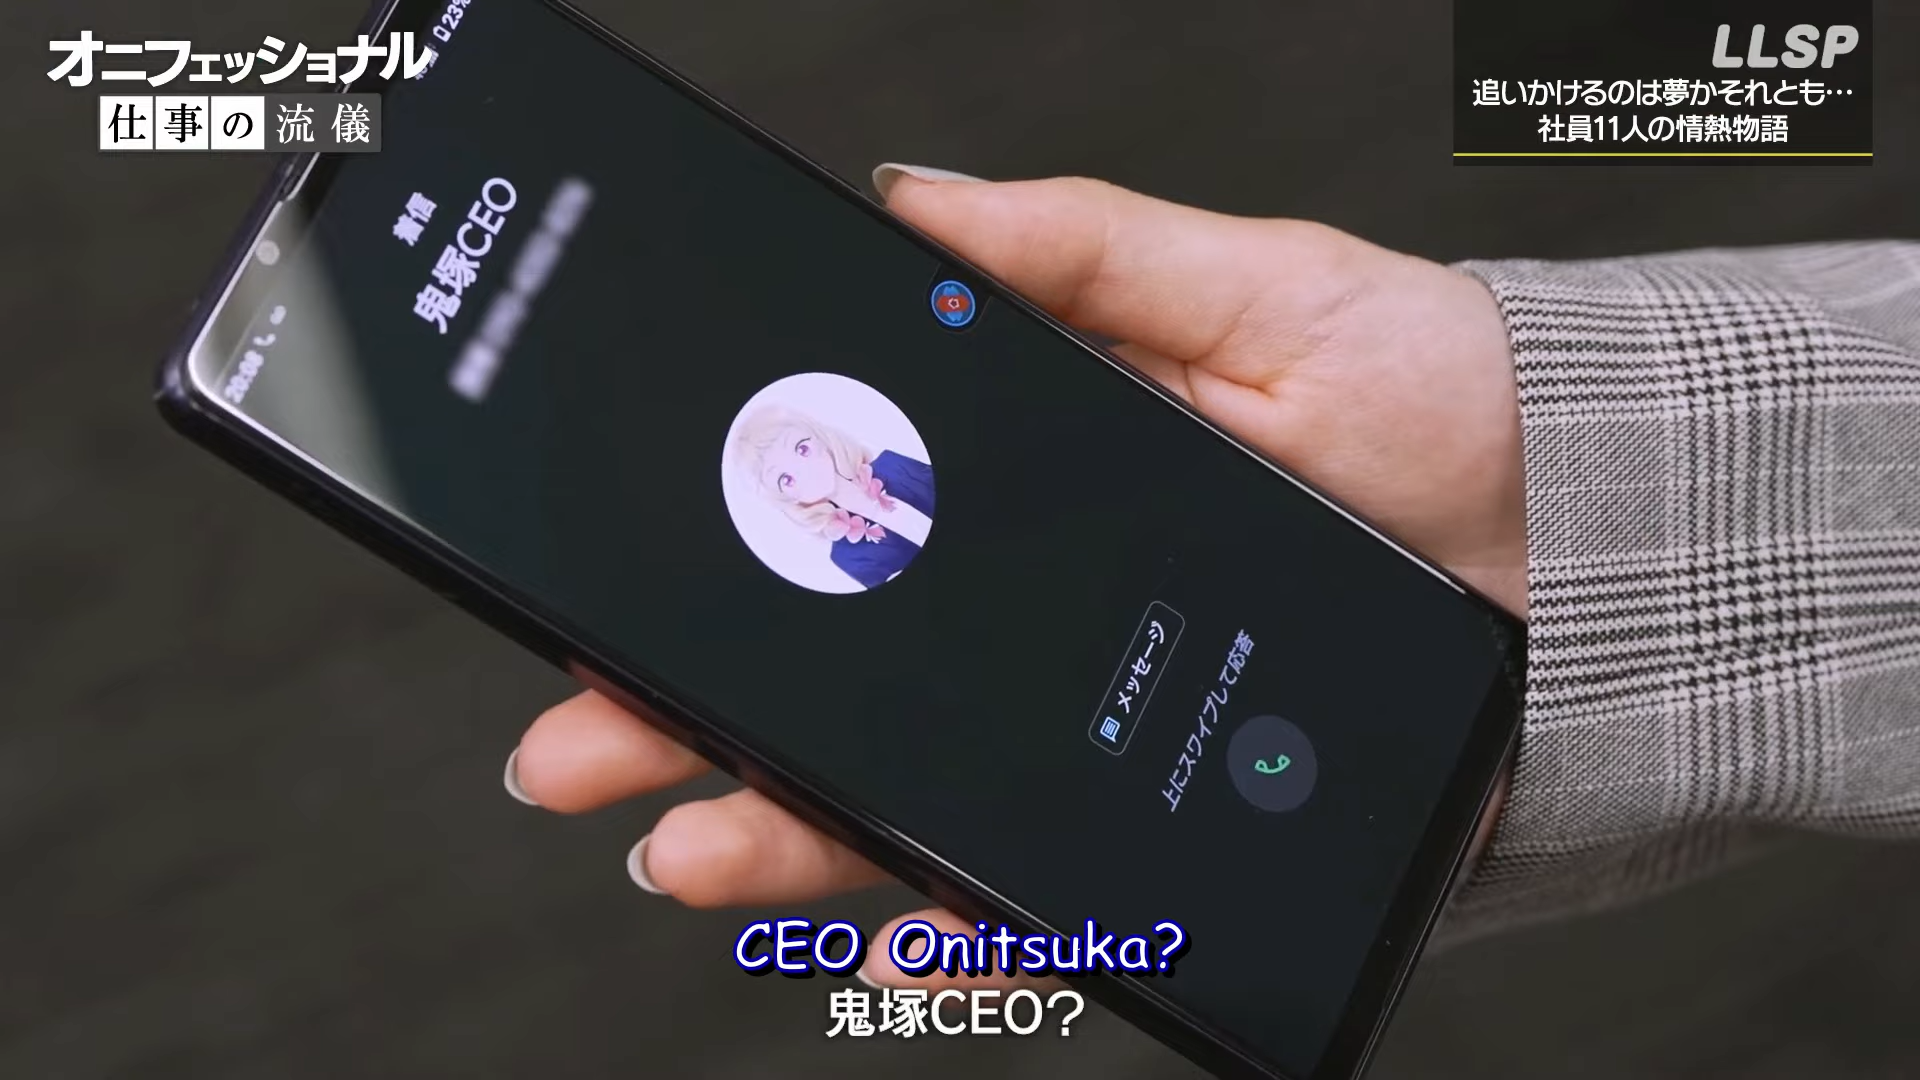 オニフェッショナル
仕事の流儀
LLSP
追いかけるのは夢かそれとも…
社員11人の情熱物語
23%
20:08
着信
鬼塚CEO
メッセージ
上にスワイプして応答
CEO Onitsuka?
鬼塚CEO?